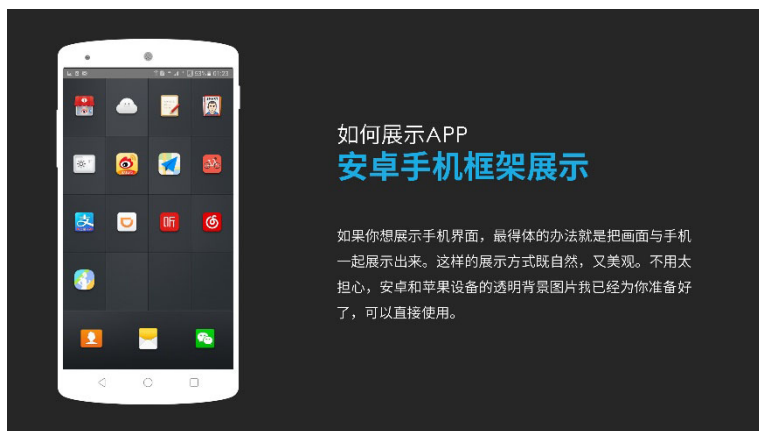 63% 01:23
听
如何展示APP
安卓手机框架展示
如果你想展示手机界面，最得体的办法就是把画面与手机
一起展示出来。这样的展示方式既自然，又美观。不用太
担心，安卓和苹果设备的透明背景图片我已经为你准备好
了，可以直接使用。